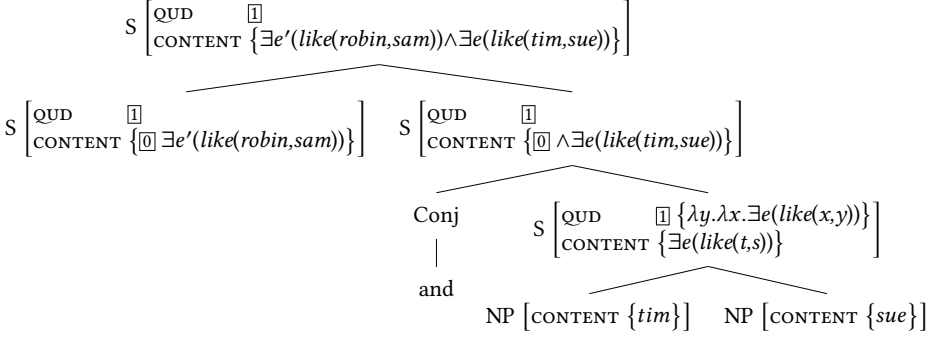 S [QUD 1
CONTENT {∃e′(like(robin,sam))∧∃e(like(tim,sue))}]
S [QUD 1
CONTENT {0 ∃e′(like(robin,sam))}]
S [QUD 1
CONTENT {0 ∧∃e(like(tim,sue))}]
Conj
S [QUD 1 {λy.λx.∃e(like(x,y))}
CONTENT {∃e(like(t,s))}]
and
NP [CONTENT {tim}] NP [CONTENT {sue}]